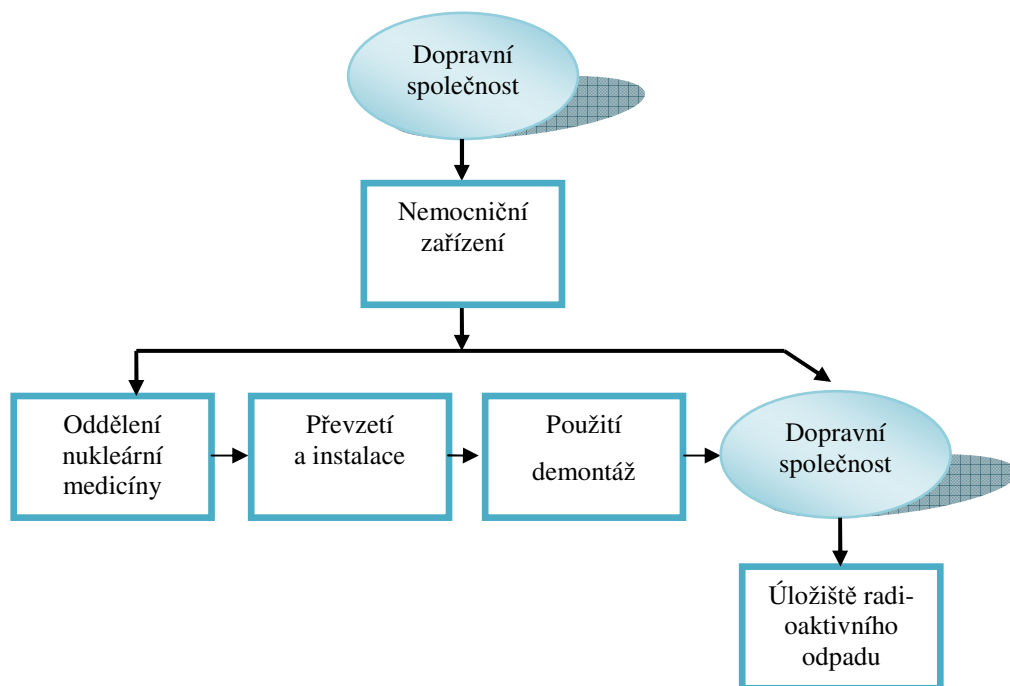 Dopravní
společnost
Nemocniční
zařízení
Oddělení
nukleární
medicíny
Převzetí
a instalace
Použití
demontáž
Dopravní
společnost
Úložiště radi-
oaktivního
odpadu